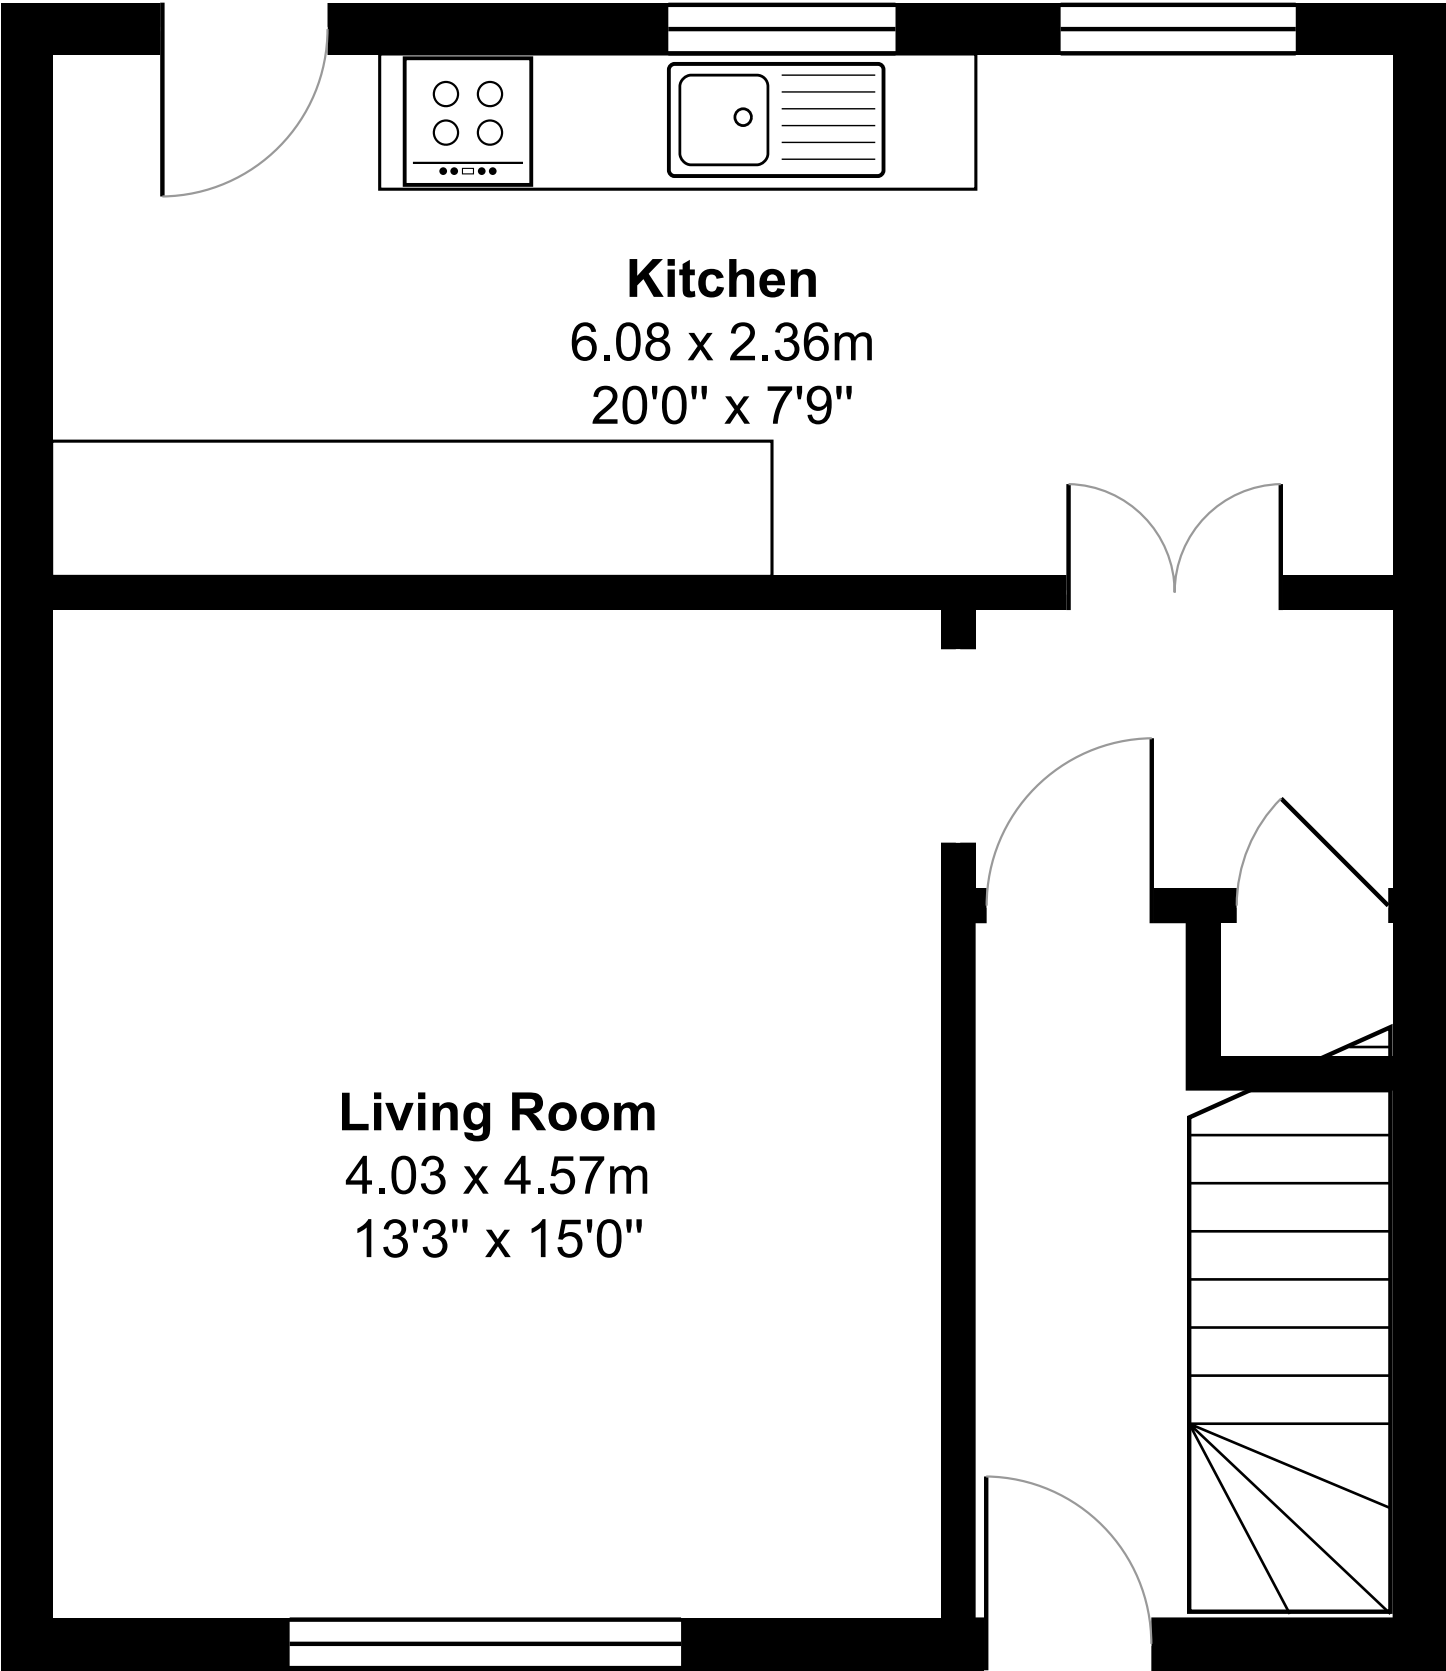 Kitchen
6.08 x 2.36m
20'0" x 7'9"
Living Room
4.03 x 4.57m
13'3" x 15'0"